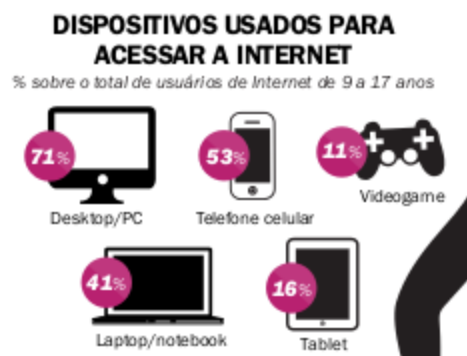 DISPOSITIVOS USADOS PARA
ACESSAR A INTERNET
% sobre o total de usuários de Internet de 9 a 17 anos
71%
Desktop/PC
53%
Telefone celular
11%
Videogame
41%
Laptop/notebook
16%
Tablet